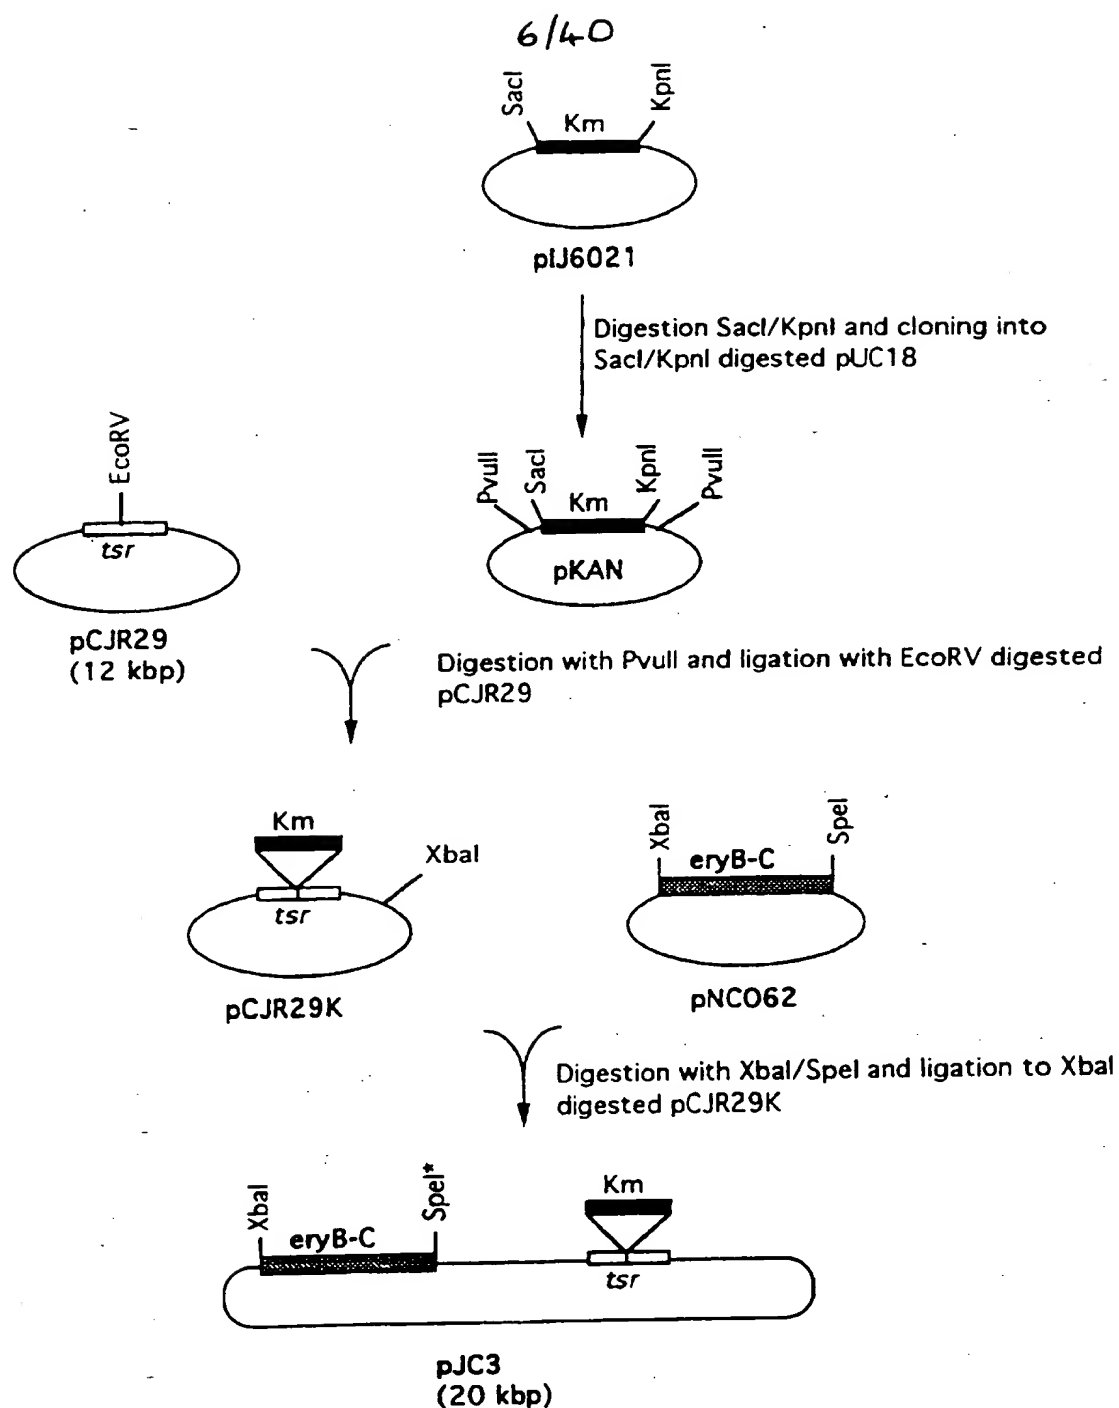 6/40
SacI
Km
KpnI
pIJ6021
Digestion SacI/KpnI and cloning into
SacI/KpnI digested pUC18
EcoRV
tsr
pCJR29
(12 kbp)
PvuII
SacI
Km
KpnI
PvuII
pKAN
Digestion with PvuII and ligation with EcoRV digested
pCJR29
Km
XbaI
tsr
pCJR29K
XbaI
eryB-C
SpeI
pNCO62
Digestion with XbaI/SpeI and ligation to XbaI
digested pCJR29K
XbaI
eryB-C
SpeI*
Km
tsr
pJC3
(20 kbp)